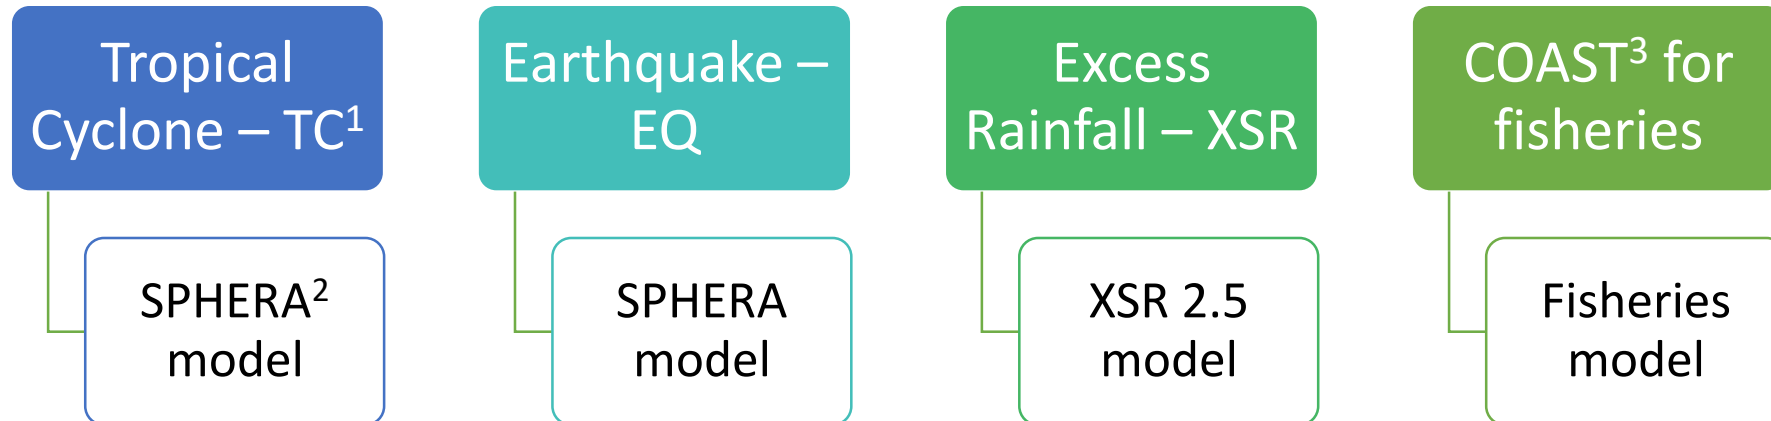 Tropical
Cyclone – TC¹
SPHERA²
model
Earthquake –
EQ
SPHERA
model
Excess
Rainfall – XSR
XSR 2.5
model
COAST³ for
fisheries
Fisheries
model